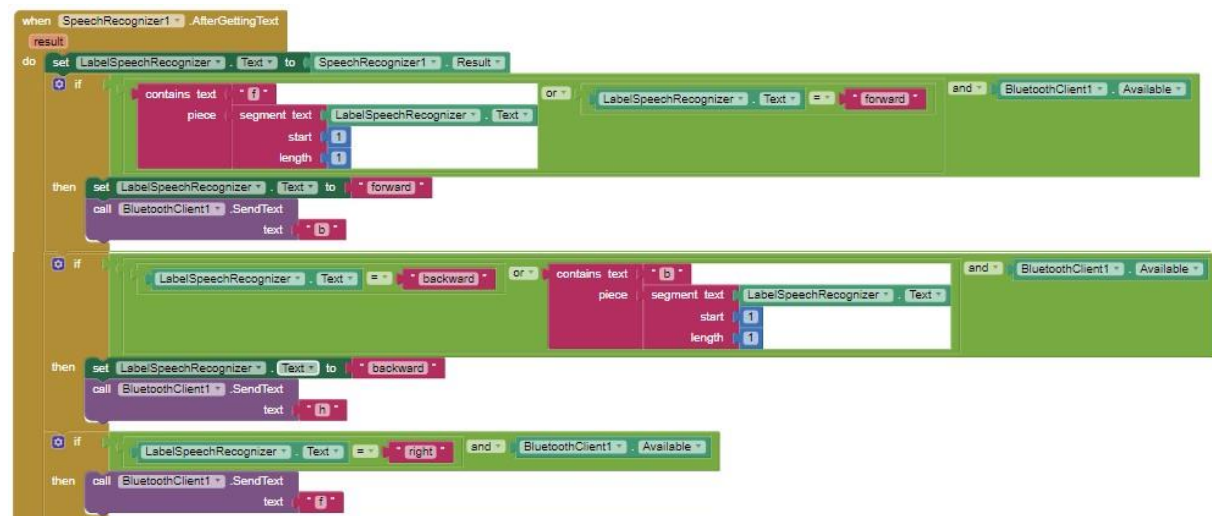 when SpeechRecognizer1 .AfterGettingText
result
do set LabelSpeechRecognizer . Text to SpeechRecognizer1 . Result
if contains text " f " or LabelSpeechRecognizer . Text = " forward " and BluetoothClient1 . Available
piece segment text LabelSpeechRecognizer . Text
start 1
length 1
then set LabelSpeechRecognizer . Text to " forward "
call BluetoothClient1 .SendText
text " b "
if LabelSpeechRecognizer . Text = " backward " or contains text " b " and BluetoothClient1 . Available
piece segment text LabelSpeechRecognizer . Text
start 1
length 1
then set LabelSpeechRecognizer . Text to " backward "
call BluetoothClient1 .SendText
text " h "
if LabelSpeechRecognizer . Text = " right " and BluetoothClient1 . Available
then call BluetoothClient1 .SendText
text " f "